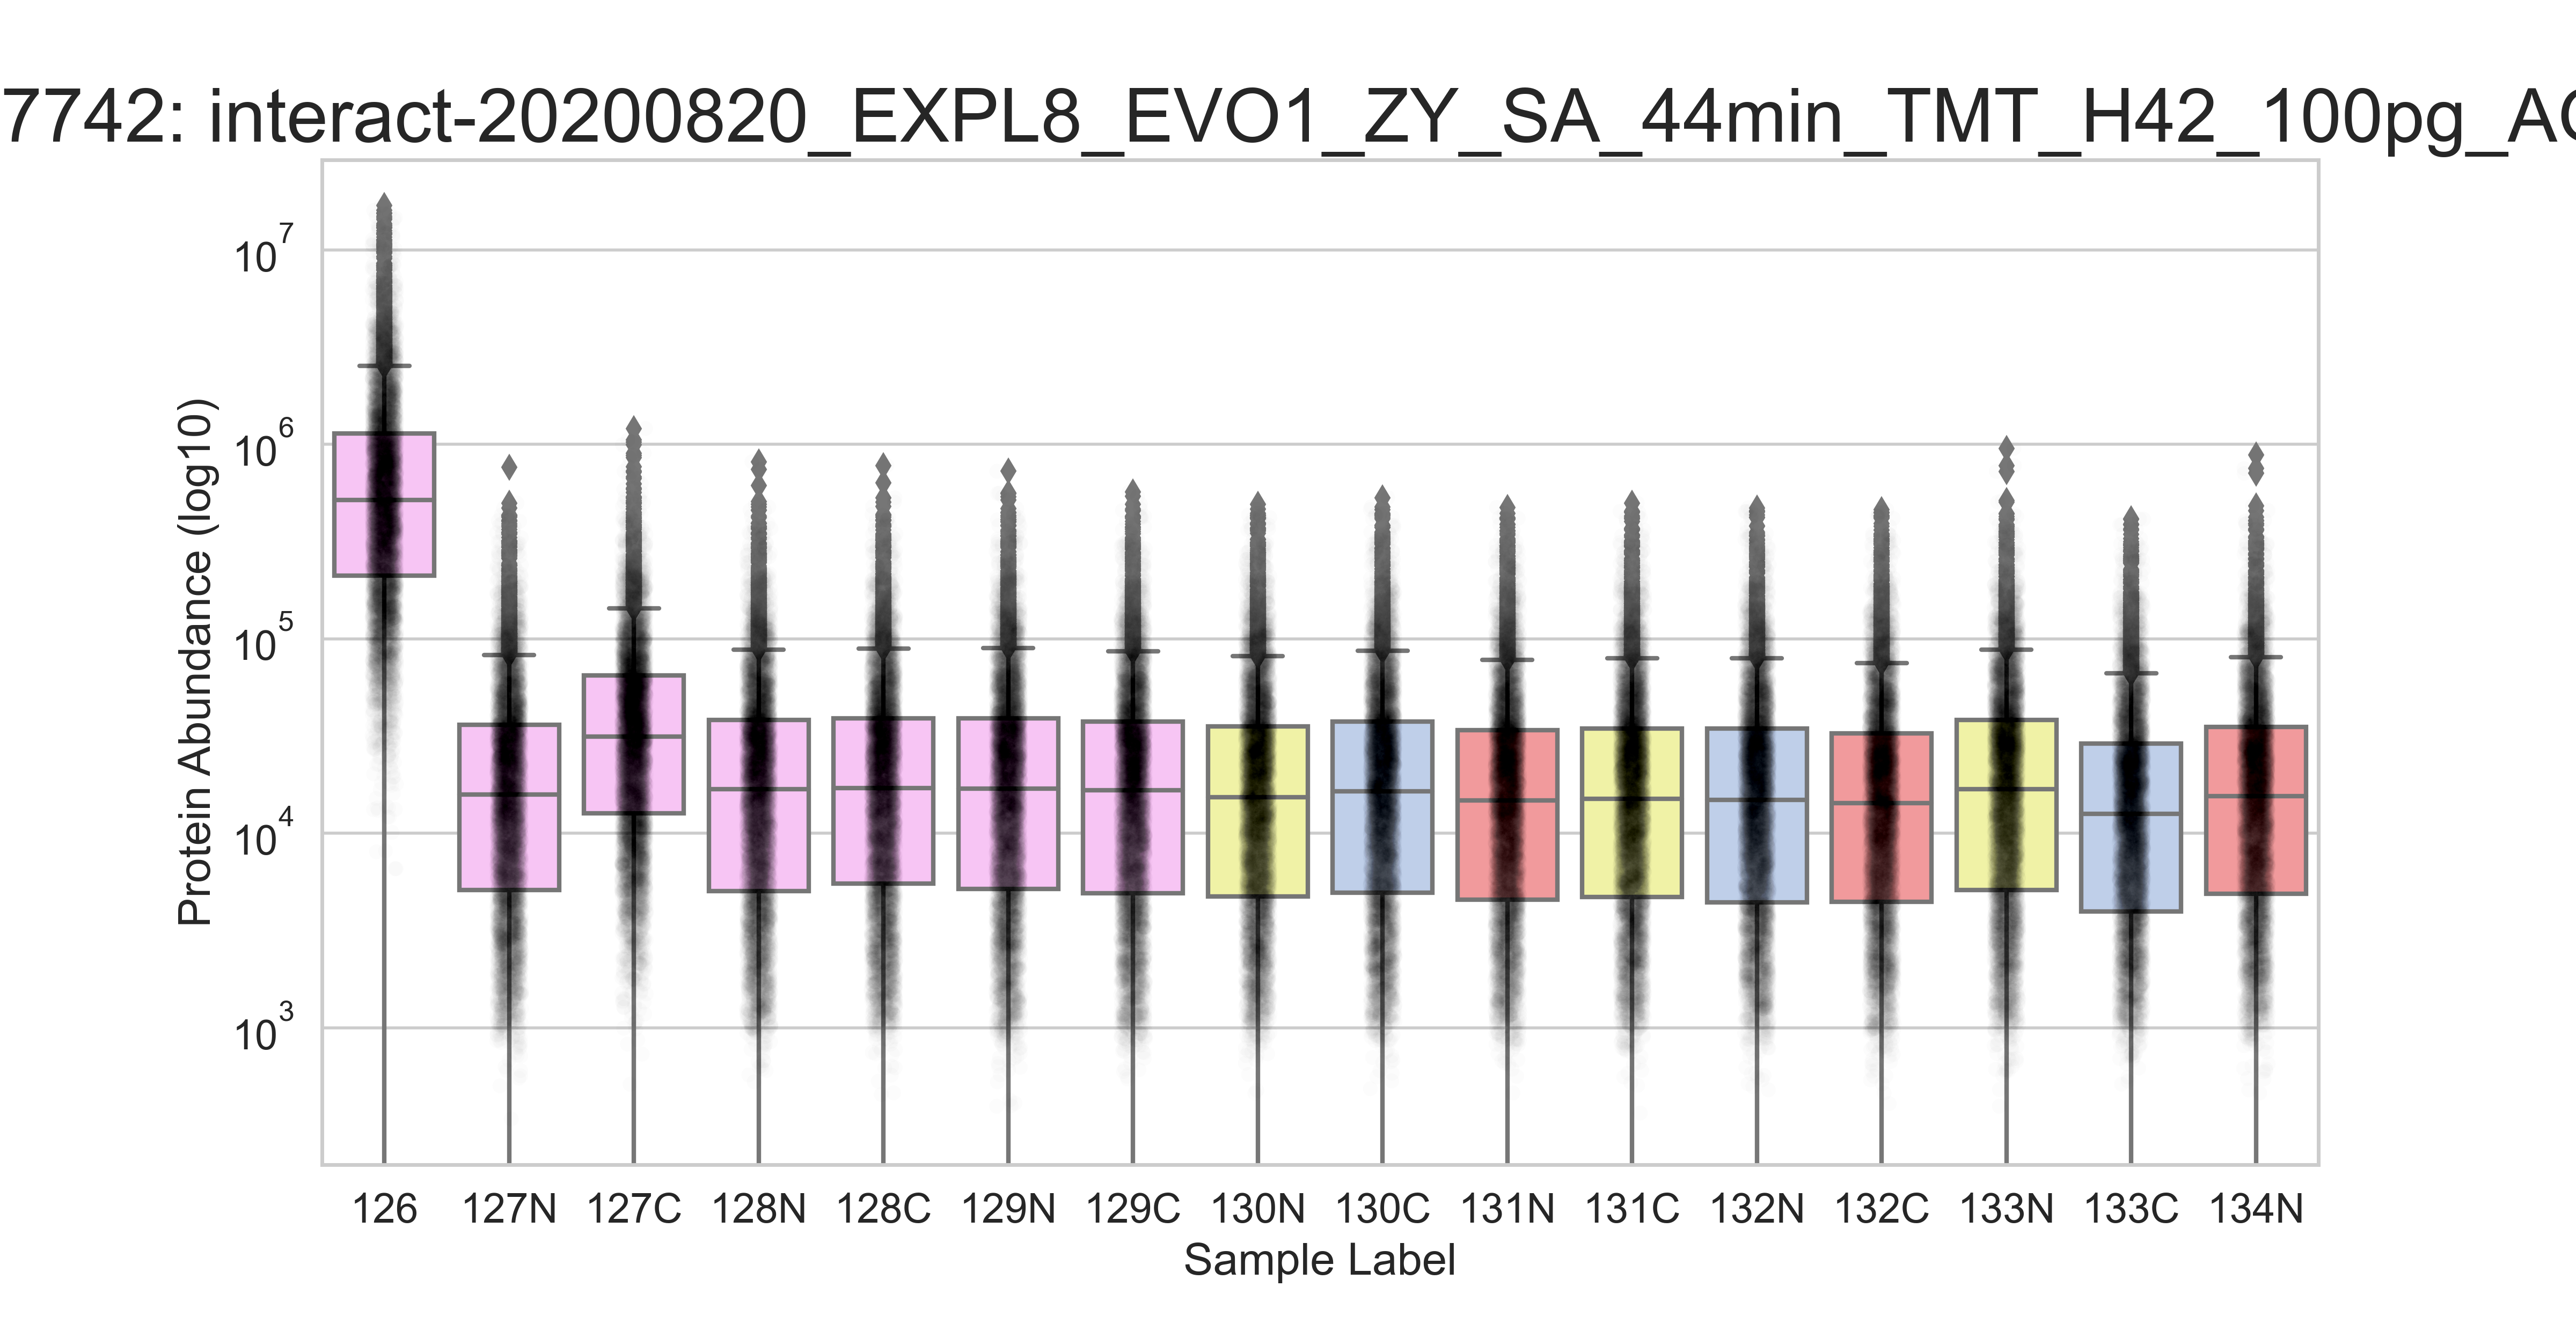 7742: interact-20200820_EXPL8_EVO1_ZY_SA_44min_TMT_H42_100pg_AG
Protein Abundance (log10)
10^7
10^6
10^5
10^4
10^3
126 127N 127C 128N 128C 129N 129C 130N 130C 131N 131C 132N 132C 133N 133C 134N
Sample Label